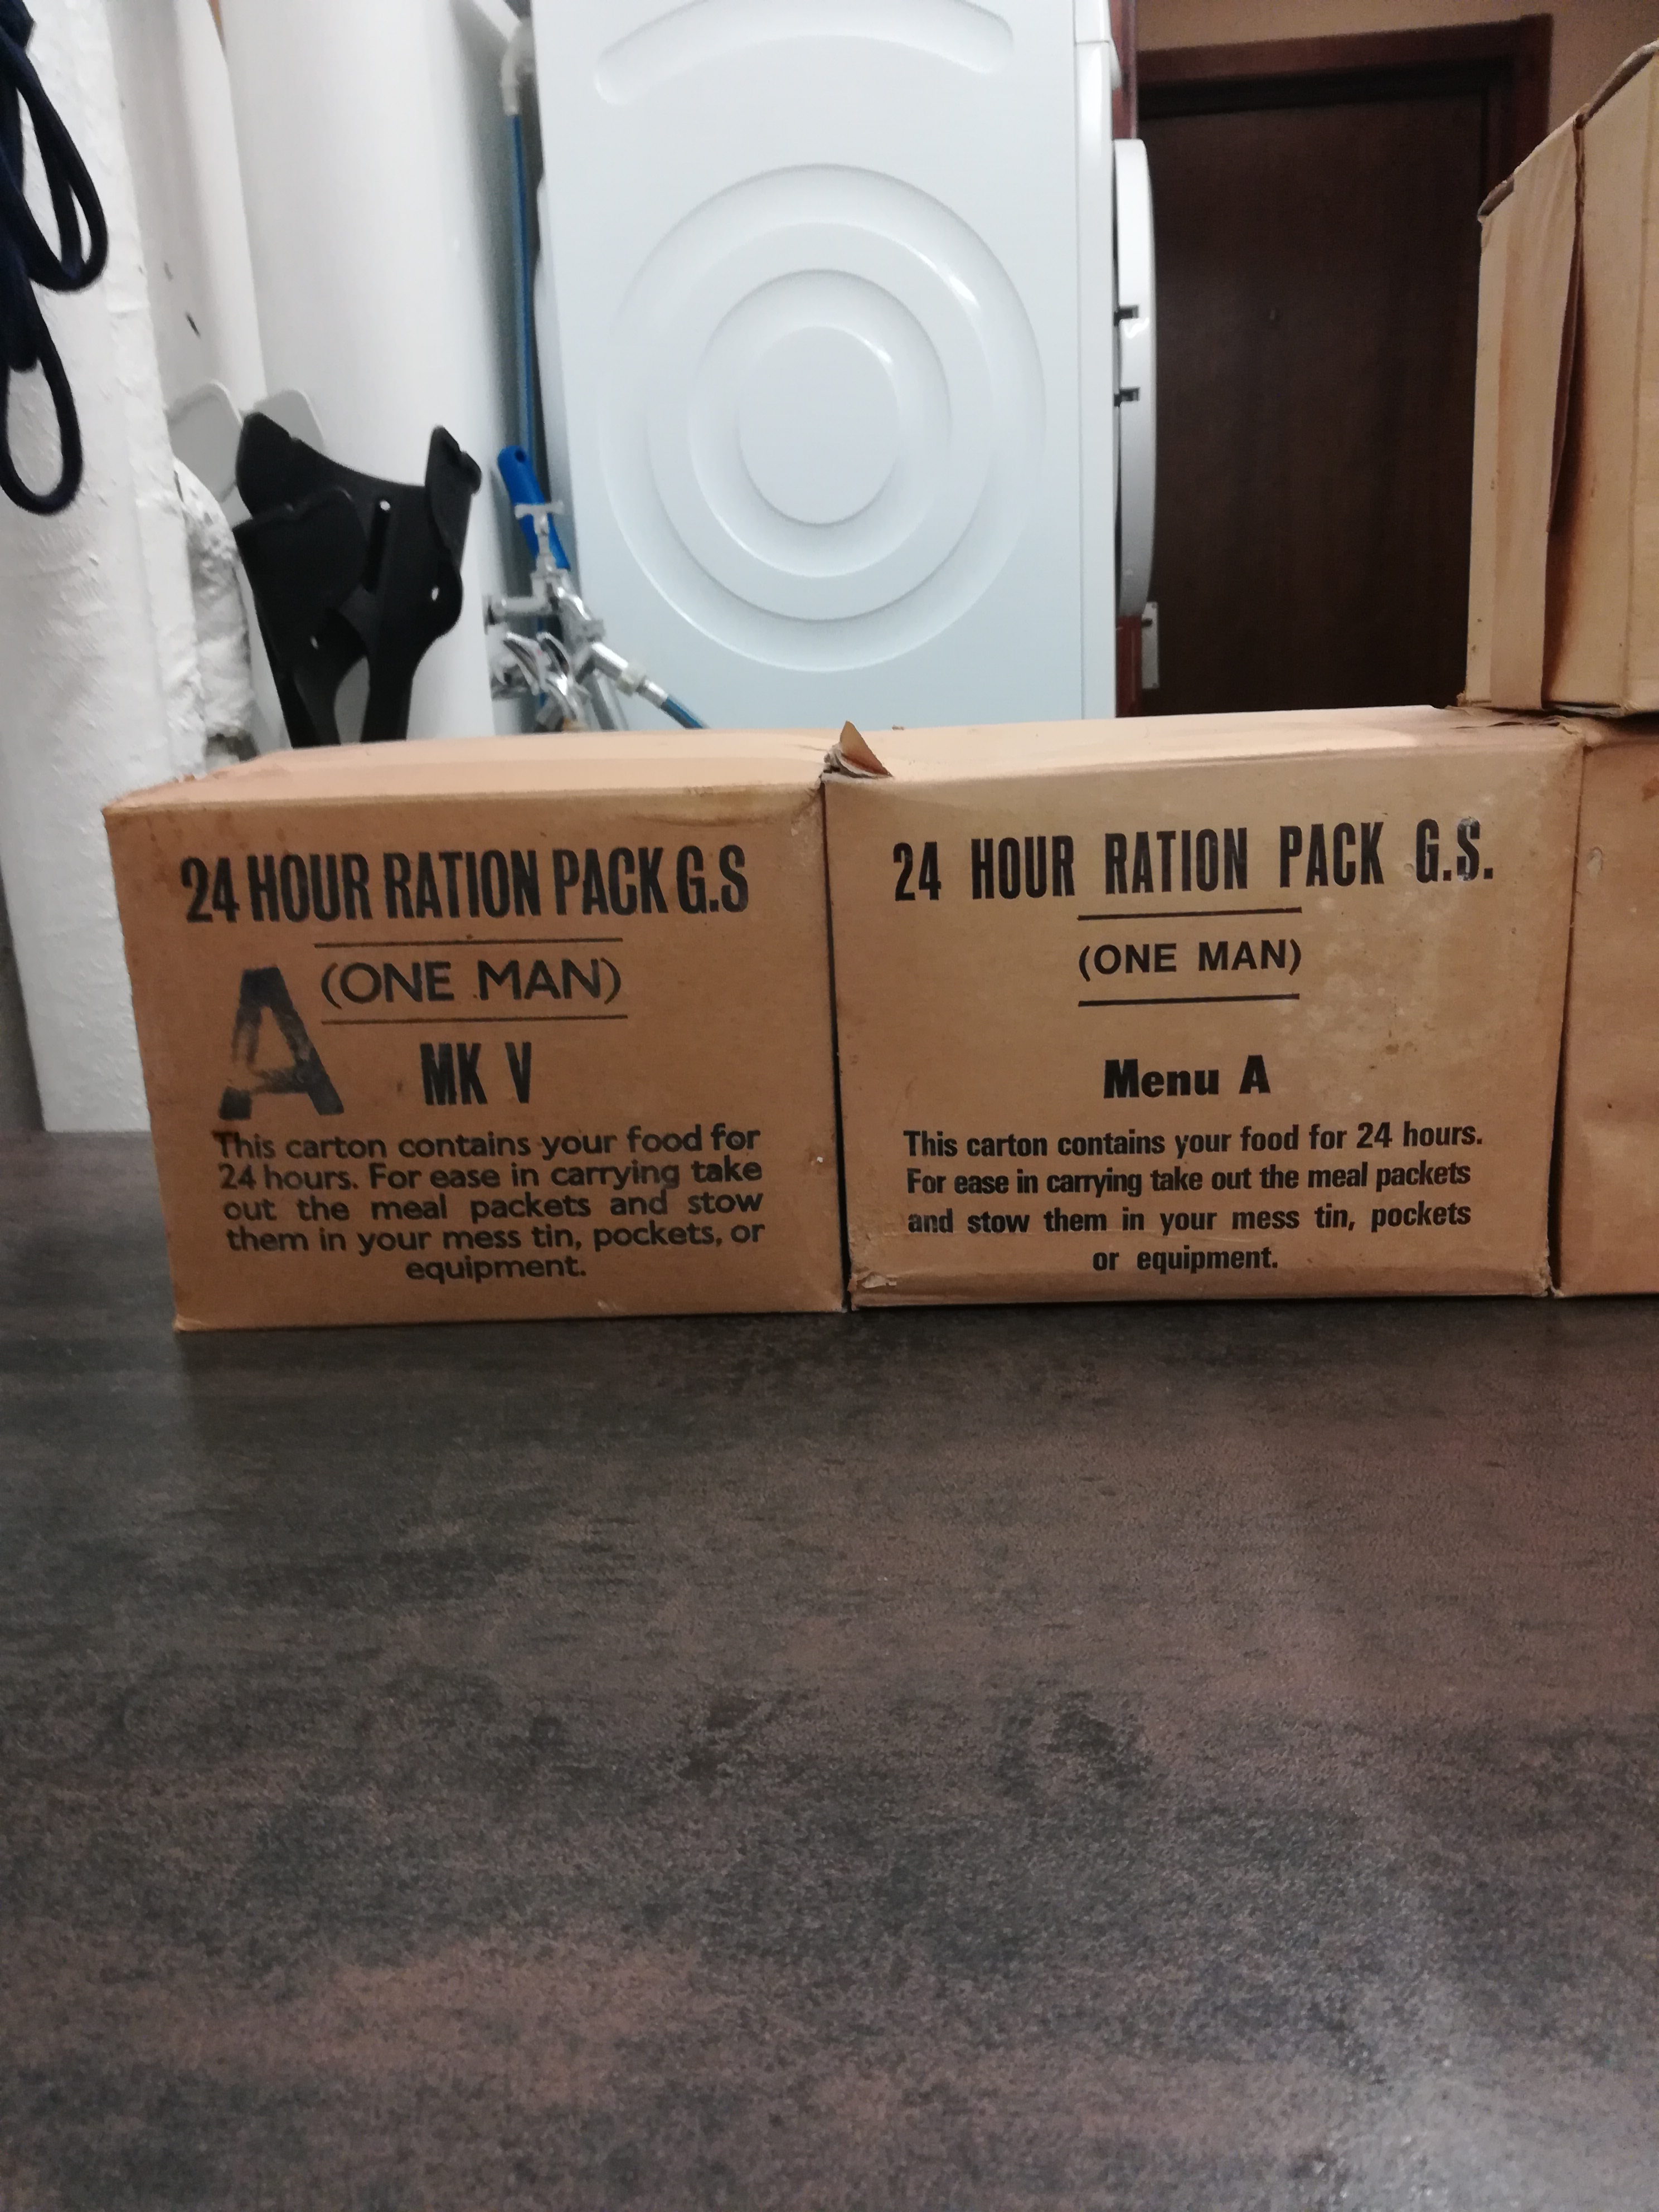 24 HOUR RATION PACK G.S
(ONE MAN)
A
MK V
This carton contains your food for
24 hours. For ease in carrying take
out the meal packets and stow
them in your mess tin, pockets, or
equipment.
24 HOUR RATION PACK G.S.
(ONE MAN)
Menu A
This carton contains your food for 24 hours.
For ease in carrying take out the meal packets
and stow them in your mess tin, pockets
or equipment.